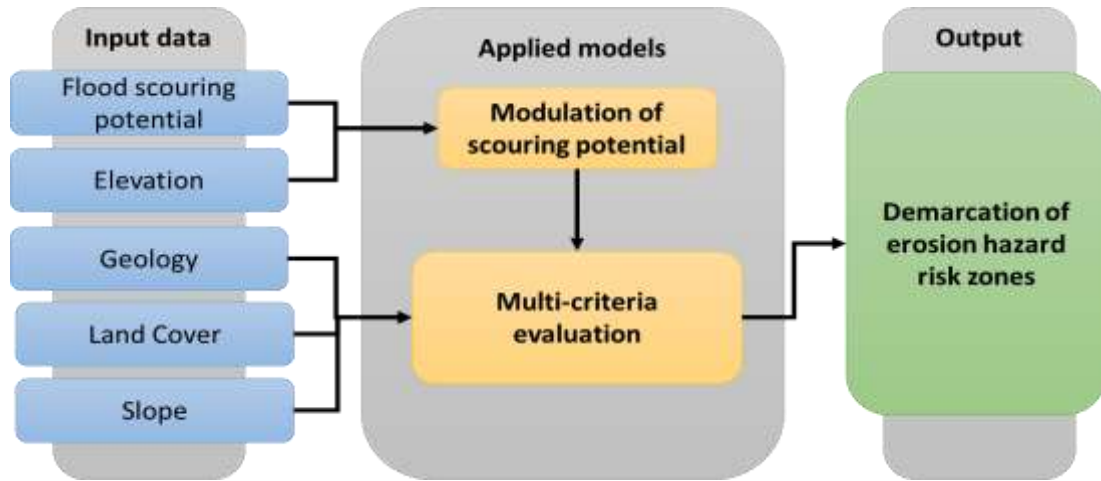 Input data
Flood scouring
potential
Elevation
Geology
Land Cover
Slope
Applied models
Modulation of
scouring potential
Multi-criteria
evaluation
Output
Demarcation of
erosion hazard
risk zones